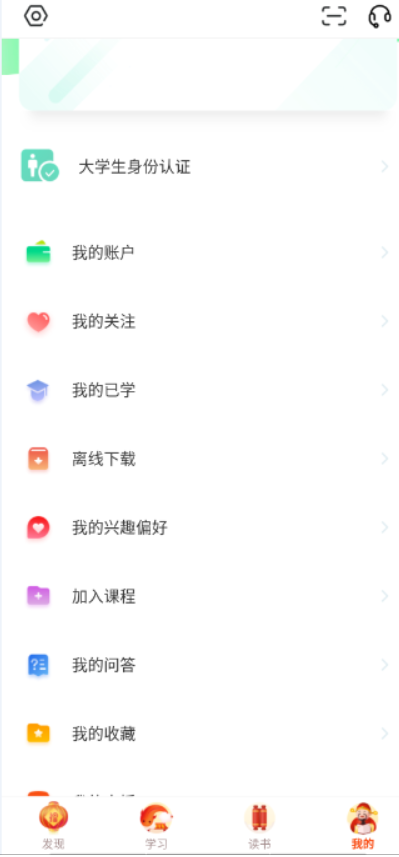 大学生身份认证
我的账户
我的关注
我的已学
离线下载
我的兴趣偏好
加入课程
我的问答
我的收藏
发现
学习
读书
我的